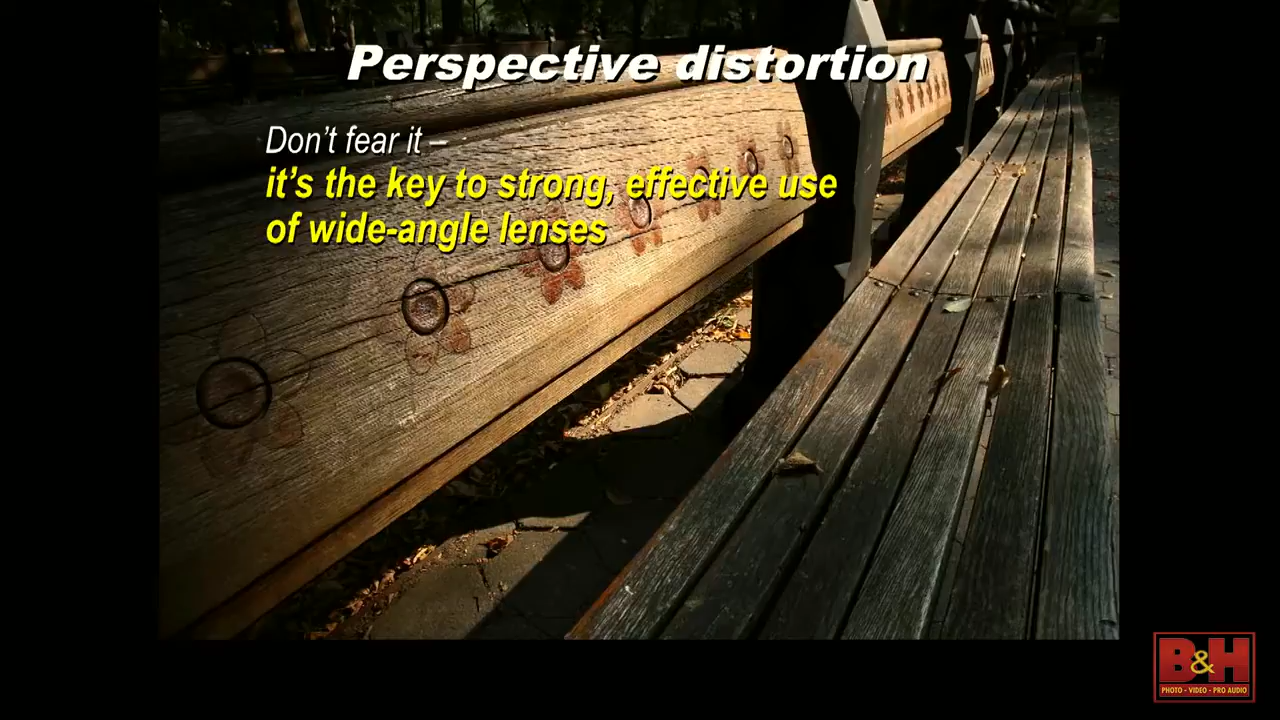 Perspective distortion
Don't fear it –
it's the key to strong, effective use
of wide-angle lenses
B&H
PHOTO - VIDEO - PRO AUDIO